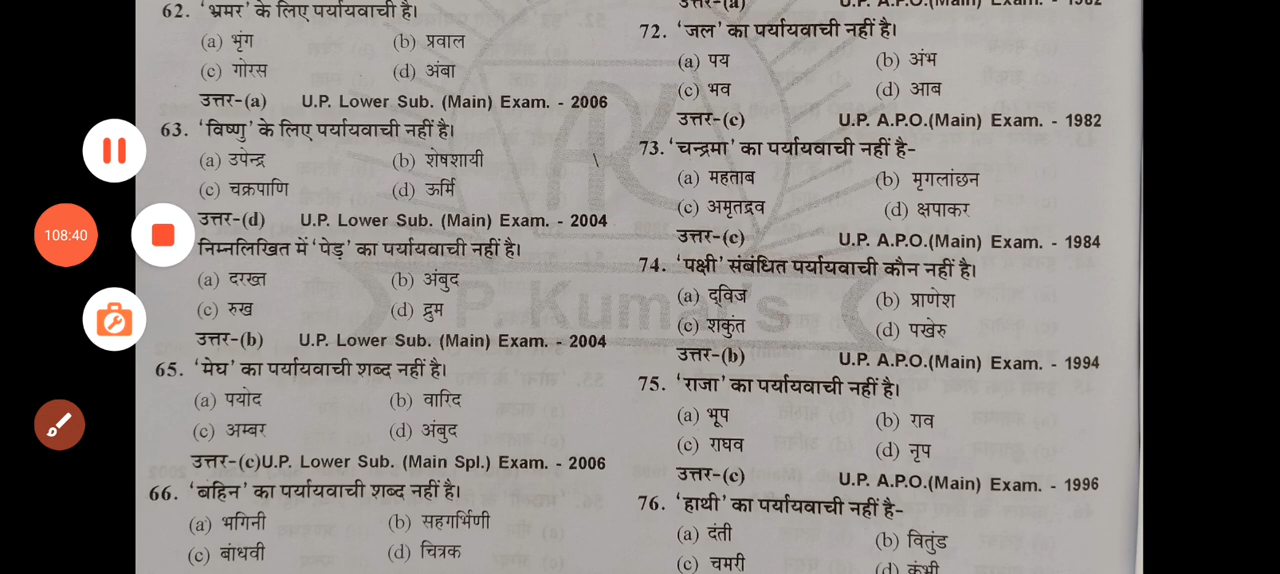 62. 'भ्रमर' के लिए पर्यायवाची है।
(a) भृंग (b) प्रवाल
(c) गोरस (d) अंबा
उत्तर-(a) U.P. Lower Sub. (Main) Exam. - 2006
63. 'विष्णु' के लिए पर्यायवाची नहीं है।
(a) उपेन्द्र (b) शेषशायी
(c) चक्रपाणि (d) ऊर्मि
उत्तर-(d) U.P. Lower Sub. (Main) Exam. - 2004
निम्नलिखित में 'पेड़' का पर्यायवाची नहीं है।
(a) दरख्त (b) अंबुद
(c) रुख (d) द्रुम
उत्तर-(b) U.P. Lower Sub. (Main) Exam. - 2004
65. 'मेघ' का पर्यायवाची शब्द नहीं है।
(a) पयोद (b) वारिद
(c) अम्बर (d) अंबुद
उत्तर-(c)U.P. Lower Sub. (Main Spl.) Exam. - 2006
66. 'बहिन' का पर्यायवाची शब्द नहीं है।
(a) भगिनी (b) सहगर्भिणी
(c) बांधवी (d) चित्रक
उत्तर-(a) U.P. A.P.O.(Main) Exam. - 1982
72. 'जल' का पर्यायवाची नहीं है।
(a) पय (b) अंभ
(c) भव (d) आब
उत्तर-(c) U.P. A.P.O.(Main) Exam. - 1982
73. 'चन्द्रमा' का पर्यायवाची नहीं है-
(a) महताब (b) मृगलांछन
(c) अमृतद्रव (d) क्षपाकर
उत्तर-(c) U.P. A.P.O.(Main) Exam. - 1984
74. 'पक्षी' संबंधित पर्यायवाची कौन नहीं है।
(a) द्विज (b) प्राणेश
(c) शकुंत (d) पखेरु
उत्तर-(b) U.P. A.P.O.(Main) Exam. - 1994
75. 'राजा' का पर्यायवाची नहीं है।
(a) भूप (b) राव
(c) राघव (d) नृप
उत्तर-(c) U.P. A.P.O.(Main) Exam. - 1996
76. 'हाथी' का पर्यायवाची नहीं है-
(a) दंती (b) वितुंड
(c) चमरी (d) कुंभी
P. Kumar's
108:40